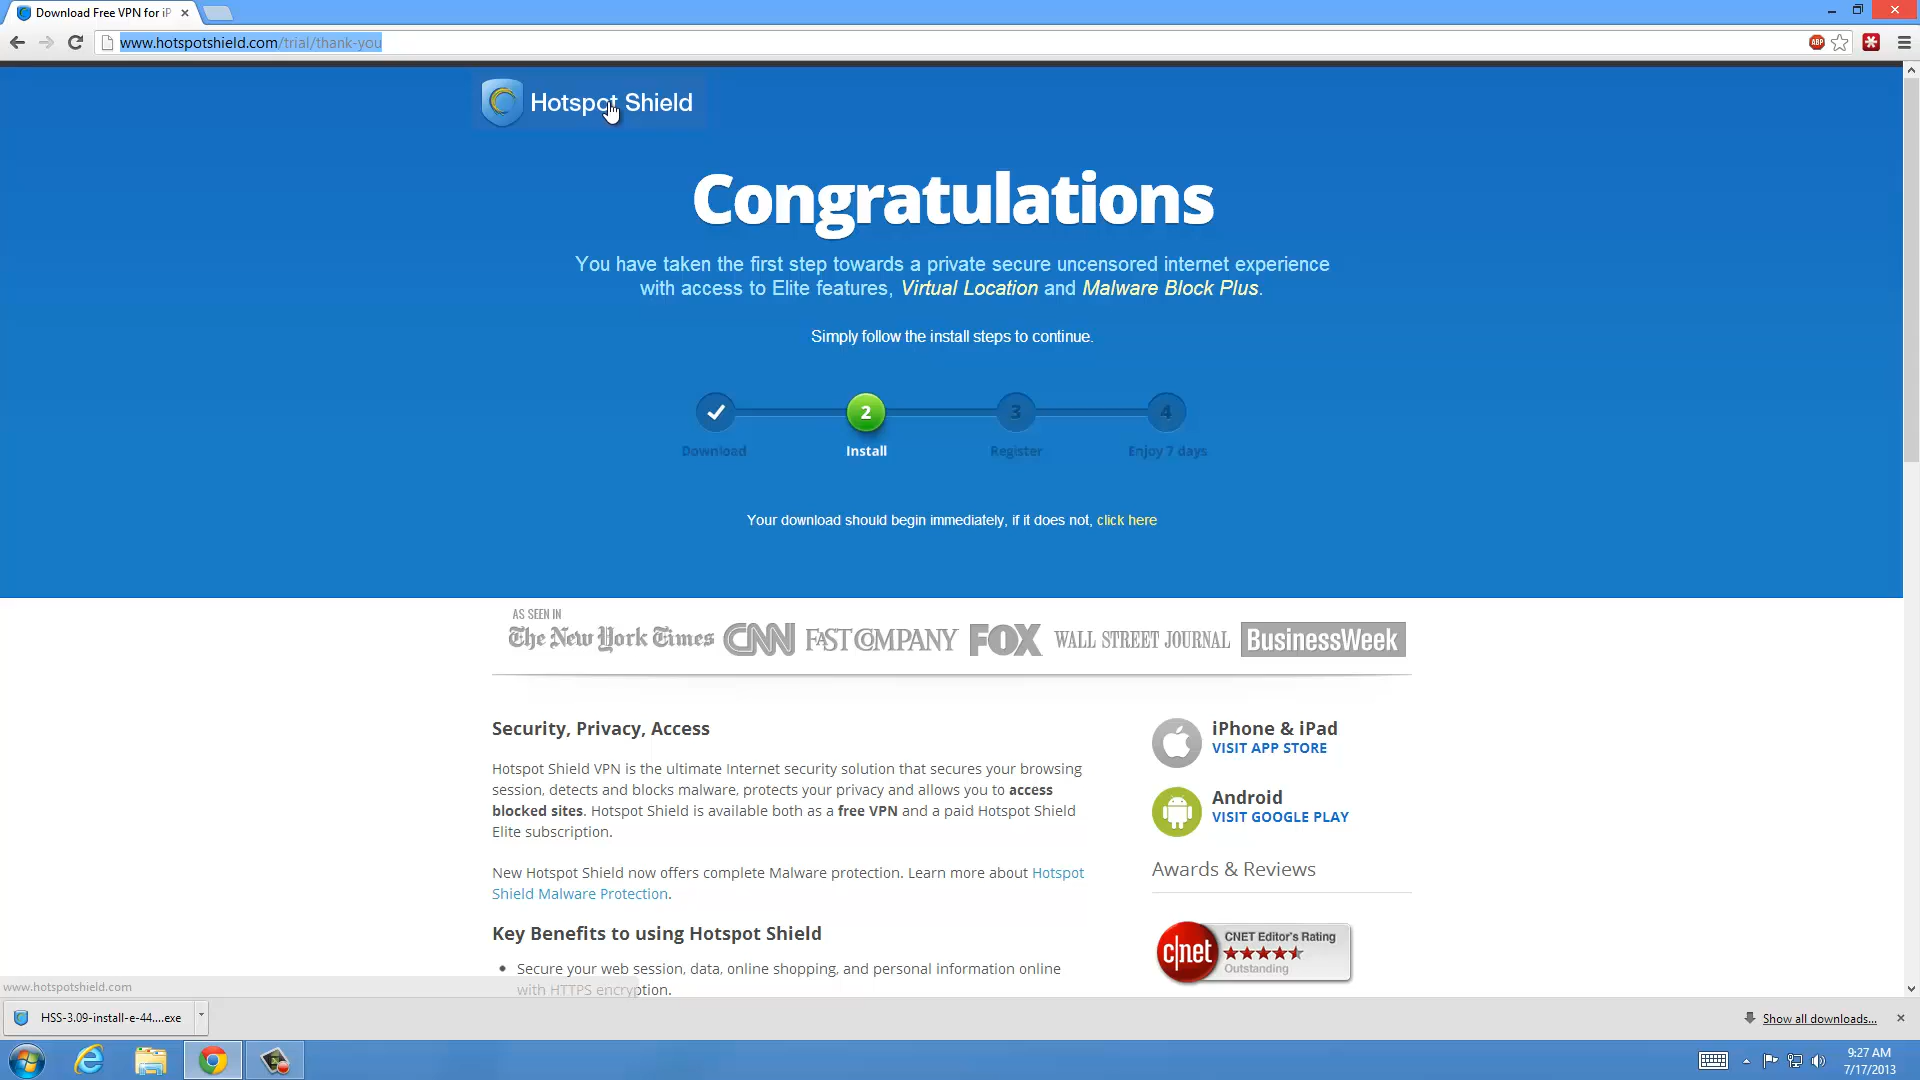 Download Free VPN for iP
www.hotspotshield.com/trial/thank-you
ABP
Hotspot Shield
Congratulations
You have taken the first step towards a private secure uncensored internet experience
with access to Elite features, Virtual Location and Malware Block Plus.
Simply follow the install steps to continue.
2 3 4
Download Install Register Enjoy 7 days
Your download should begin immediately, if it does not, click here
AS SEEN IN
The New York Times CNN FAST COMPANY FOX WALL STREET JOURNAL BusinessWeek
Security, Privacy, Access
Hotspot Shield VPN is the ultimate Internet security solution that secures your browsing
session, detects and blocks malware, protects your privacy and allows you to access
blocked sites. Hotspot Shield is available both as a free VPN and a paid Hotspot Shield
Elite subscription.
New Hotspot Shield now offers complete Malware protection. Learn more about Hotspot
Shield Malware Protection.
Key Benefits to using Hotspot Shield
• Secure your web session, data, online shopping, and personal information online
with HTTPS encryption.
iPhone & iPad
VISIT APP STORE
Android
VISIT GOOGLE PLAY
Awards & Reviews
c|net
CNET Editor's Rating
Outstanding
www.hotspotshield.com
HSS-3.09-install-e-44....exe
Show all downloads...
9:27 AM
7/17/2013